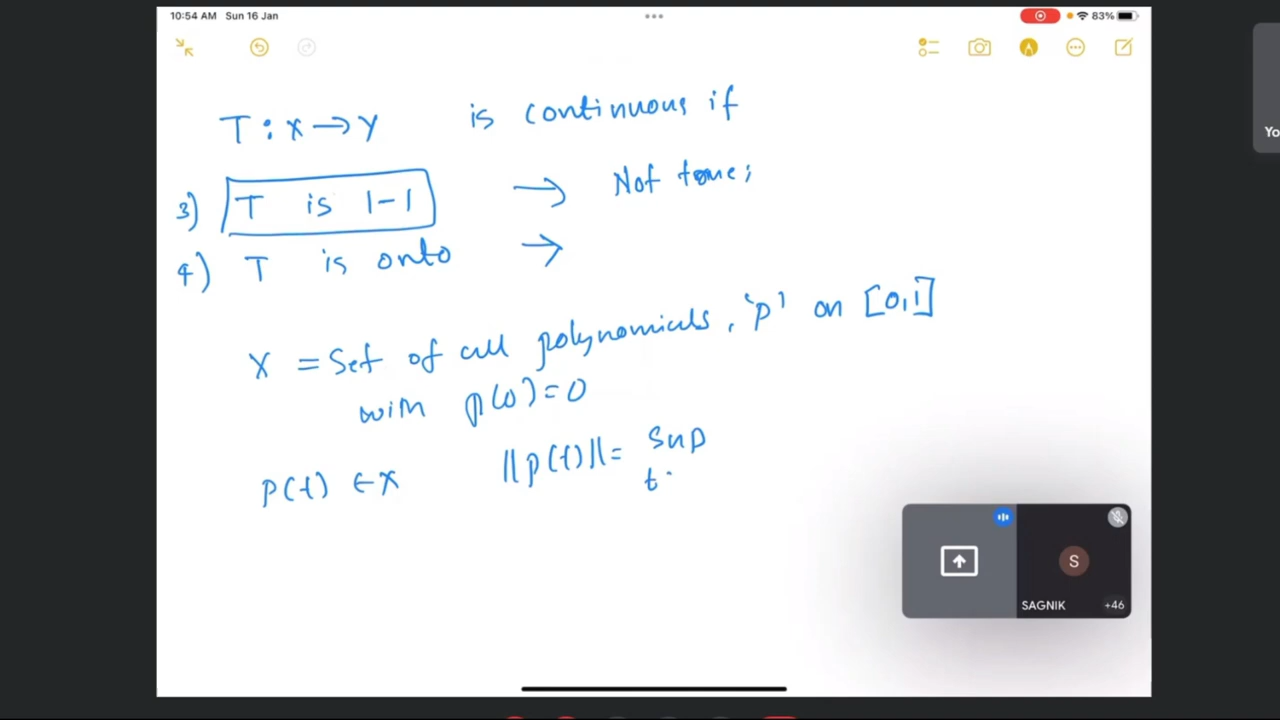 10:54 AM Sun 16 Jan
83%
T : X → Y is continuous if
3) T is 1-1 → Not true;
4) T is onto →
X = Set of all polynomials, 'p' on [0,1]
with p(0)=0
p(t) ∈ X ||p(t)|| = Sup
t
Yo
S
SAGNIK +46